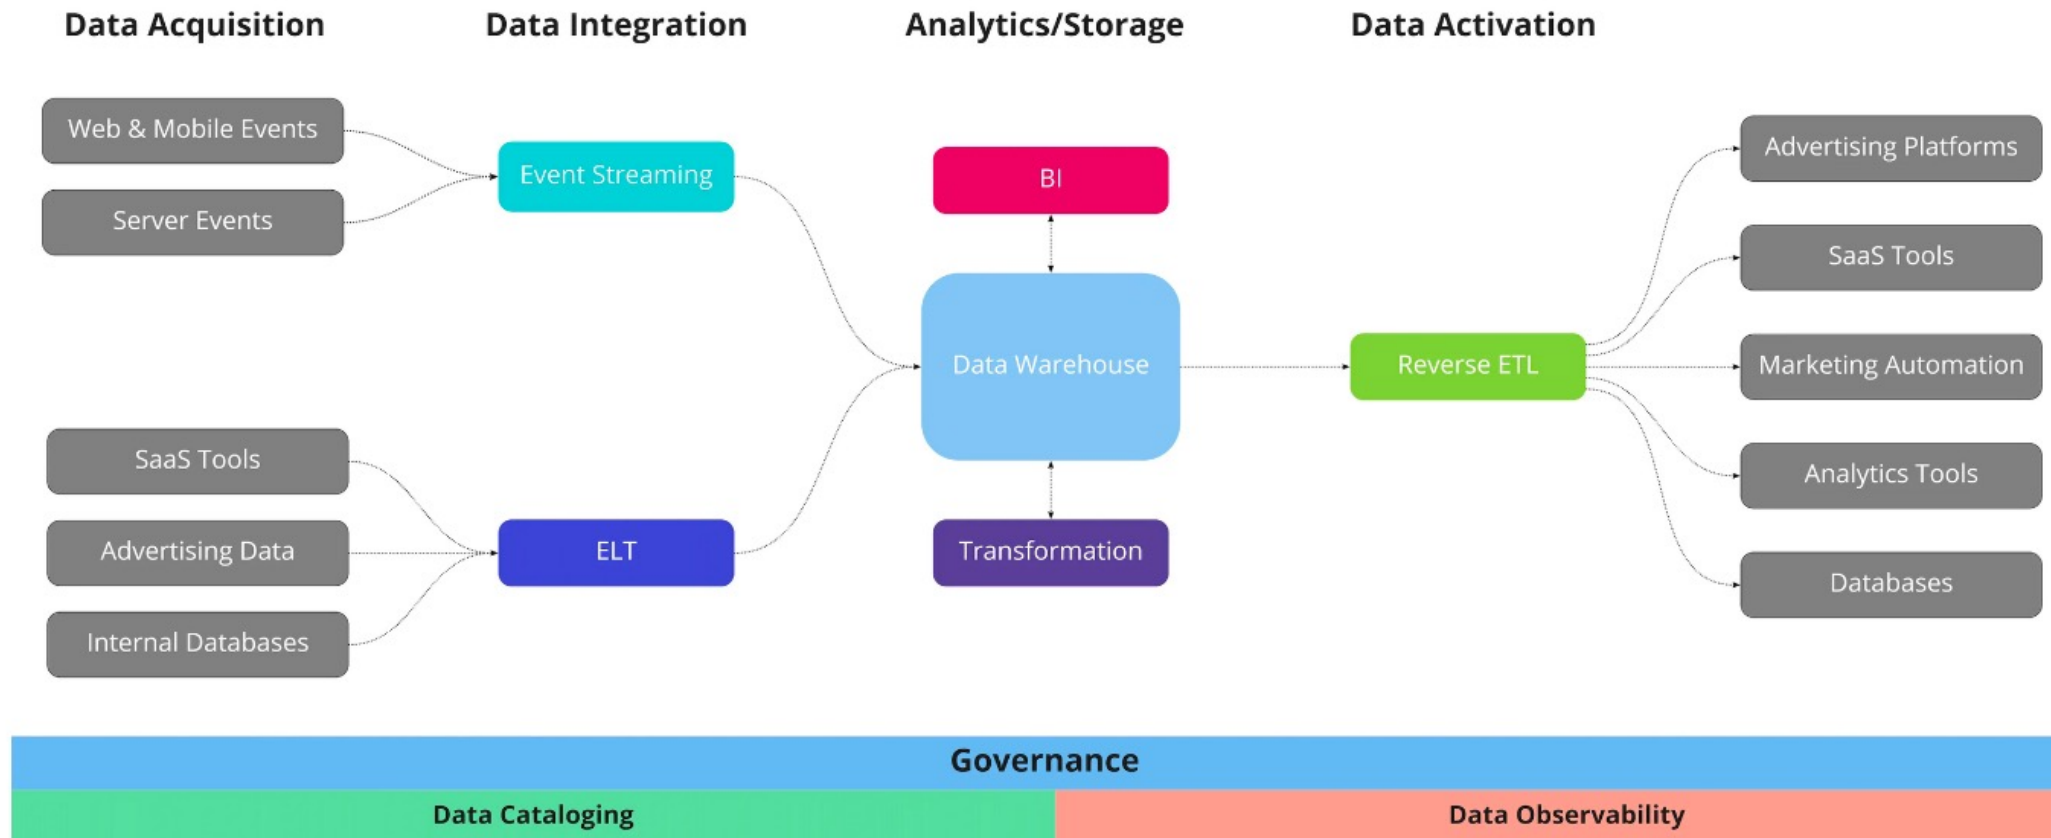 Data Acquisition
Data Integration
Analytics/Storage
Data Activation
Web & Mobile Events
Server Events
SaaS Tools
Advertising Data
Internal Databases
Event Streaming
ELT
BI
Data Warehouse
Transformation
Reverse ETL
Advertising Platforms
SaaS Tools
Marketing Automation
Analytics Tools
Databases
Governance
Data Cataloging
Data Observability